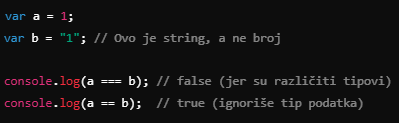 var a = 1;
var b = "1"; // Ovo je string, a ne broj
console.log(a === b); // false (jer su različiti tipovi)
console.log(a == b);  // true (ignoriše tip podatka)